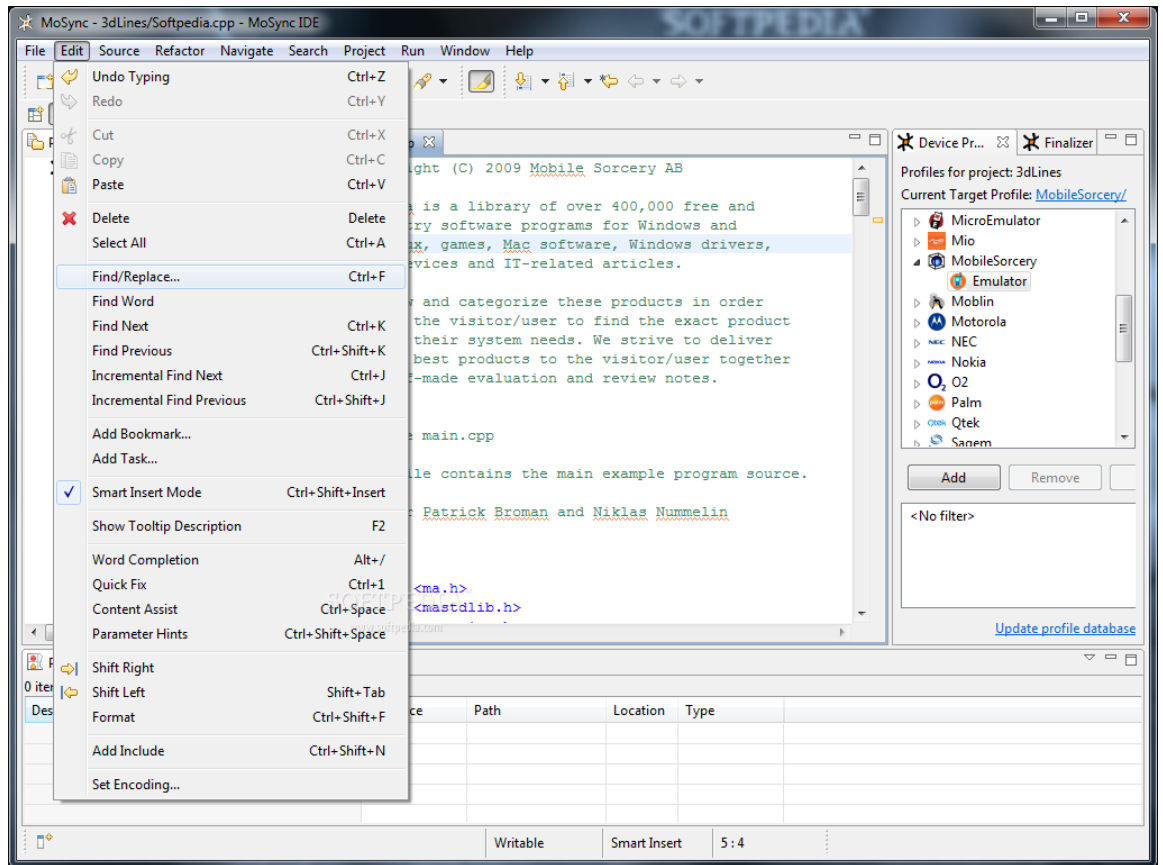 SOFTPEDIA
MoSync - 3dLines/Softpedia.cpp - MoSync IDE
File Edit Source Refactor Navigate Search Project Run Window Help
Undo Typing Ctrl+Z
Redo Ctrl+Y
Cut Ctrl+X
Copy Ctrl+C
Paste Ctrl+V
Delete Delete
Select All Ctrl+A
Find/Replace... Ctrl+F
Find Word
Find Next Ctrl+K
Find Previous Ctrl+Shift+K
Incremental Find Next Ctrl+J
Incremental Find Previous Ctrl+Shift+J
Add Bookmark...
Add Task...
Smart Insert Mode Ctrl+Shift+Insert
Show Tooltip Description F2
Word Completion Alt+/
Quick Fix Ctrl+1
Content Assist Ctrl+Space
Parameter Hints Ctrl+Shift+Space
Shift Right
Shift Left Shift+Tab
Format Ctrl+Shift+F
Add Include Ctrl+Shift+N
Set Encoding...
ght (C) 2009 Mobile Sorcery AB
is a library of over 400,000 free and
ry software programs for Windows and
ux, games, Mac software, Windows drivers,
evices and IT-related articles.
w and categorize these products in order
the visitor/user to find the exact product
their system needs. We strive to deliver
best products to the visitor/user together
f-made evaluation and review notes.
main.cpp
ile contains the main example program source.
r Patrick Broman and Niklas Nummelin
<ma.h>
<mastdlib.h>
SOFTPEDIA
www.softpedia.com
Device Pr... Finalizer
Profiles for project: 3dLines
Current Target Profile: MobileSorcery/
MicroEmulator
Mio
MobileSorcery
Emulator
Moblin
Motorola
NEC NEC
NOKIA Nokia
O2 O2
Palm
Qtek Qtek
Sagem
Add Remove
<No filter>
Update profile database
0 iter
Des ce Path Location Type
Writable Smart Insert 5 : 4